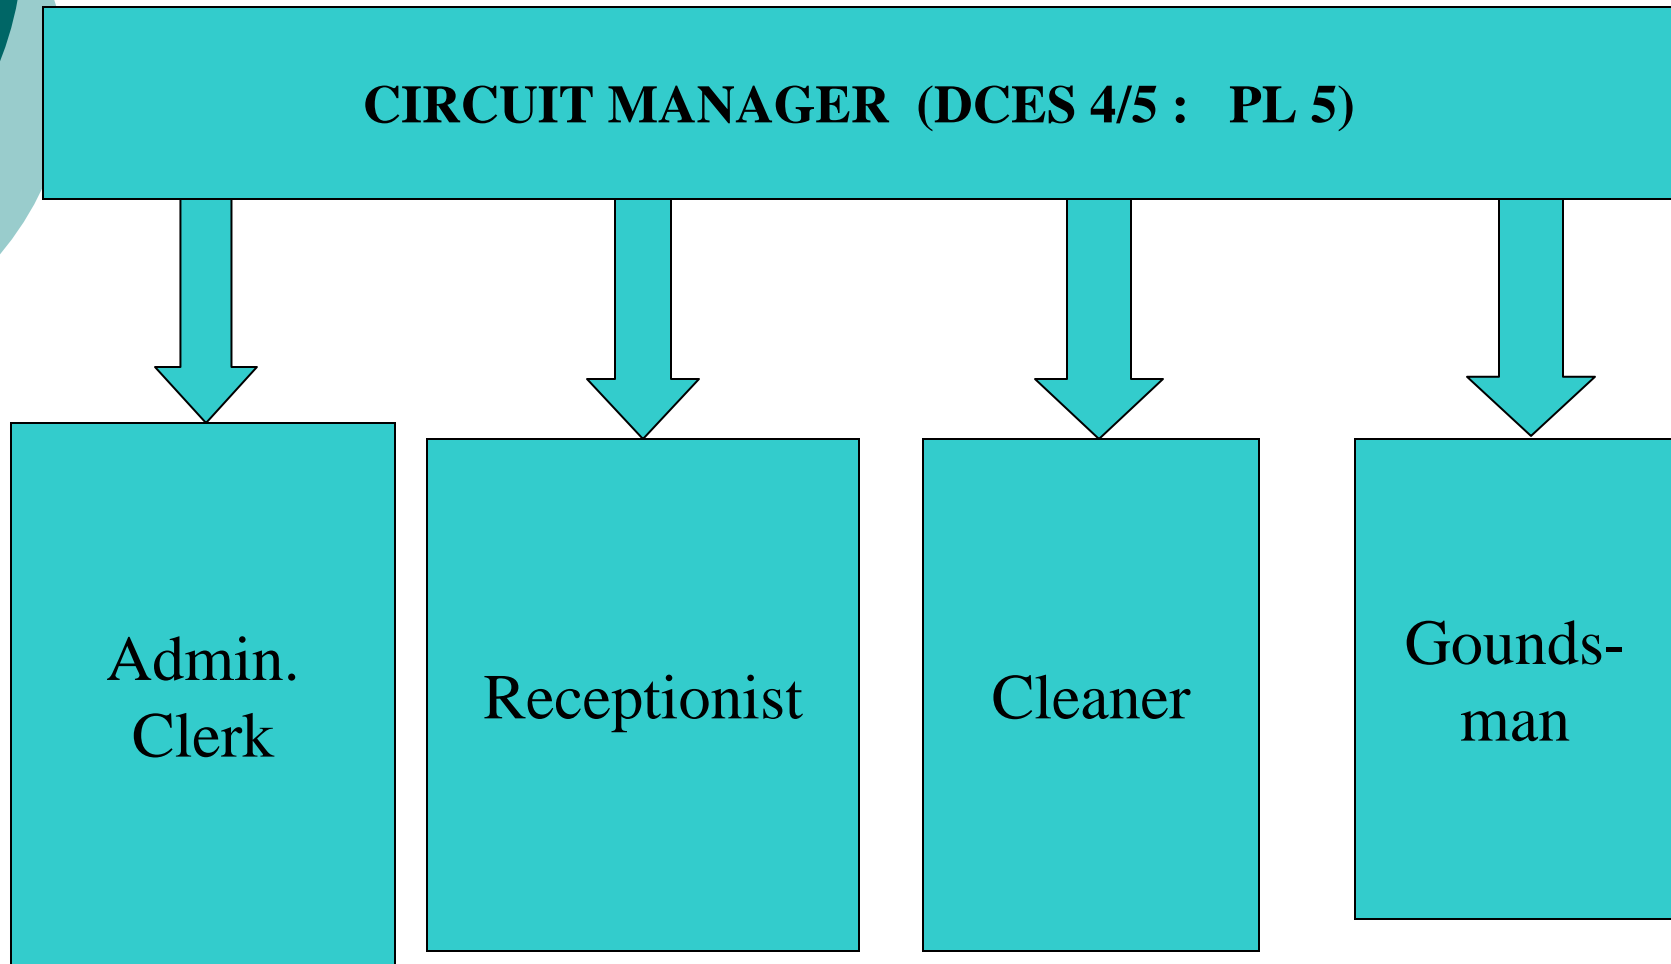 CIRCUIT MANAGER (DCES 4/5 : PL 5)
Admin.
Clerk
Receptionist
Cleaner
Gounds-
man